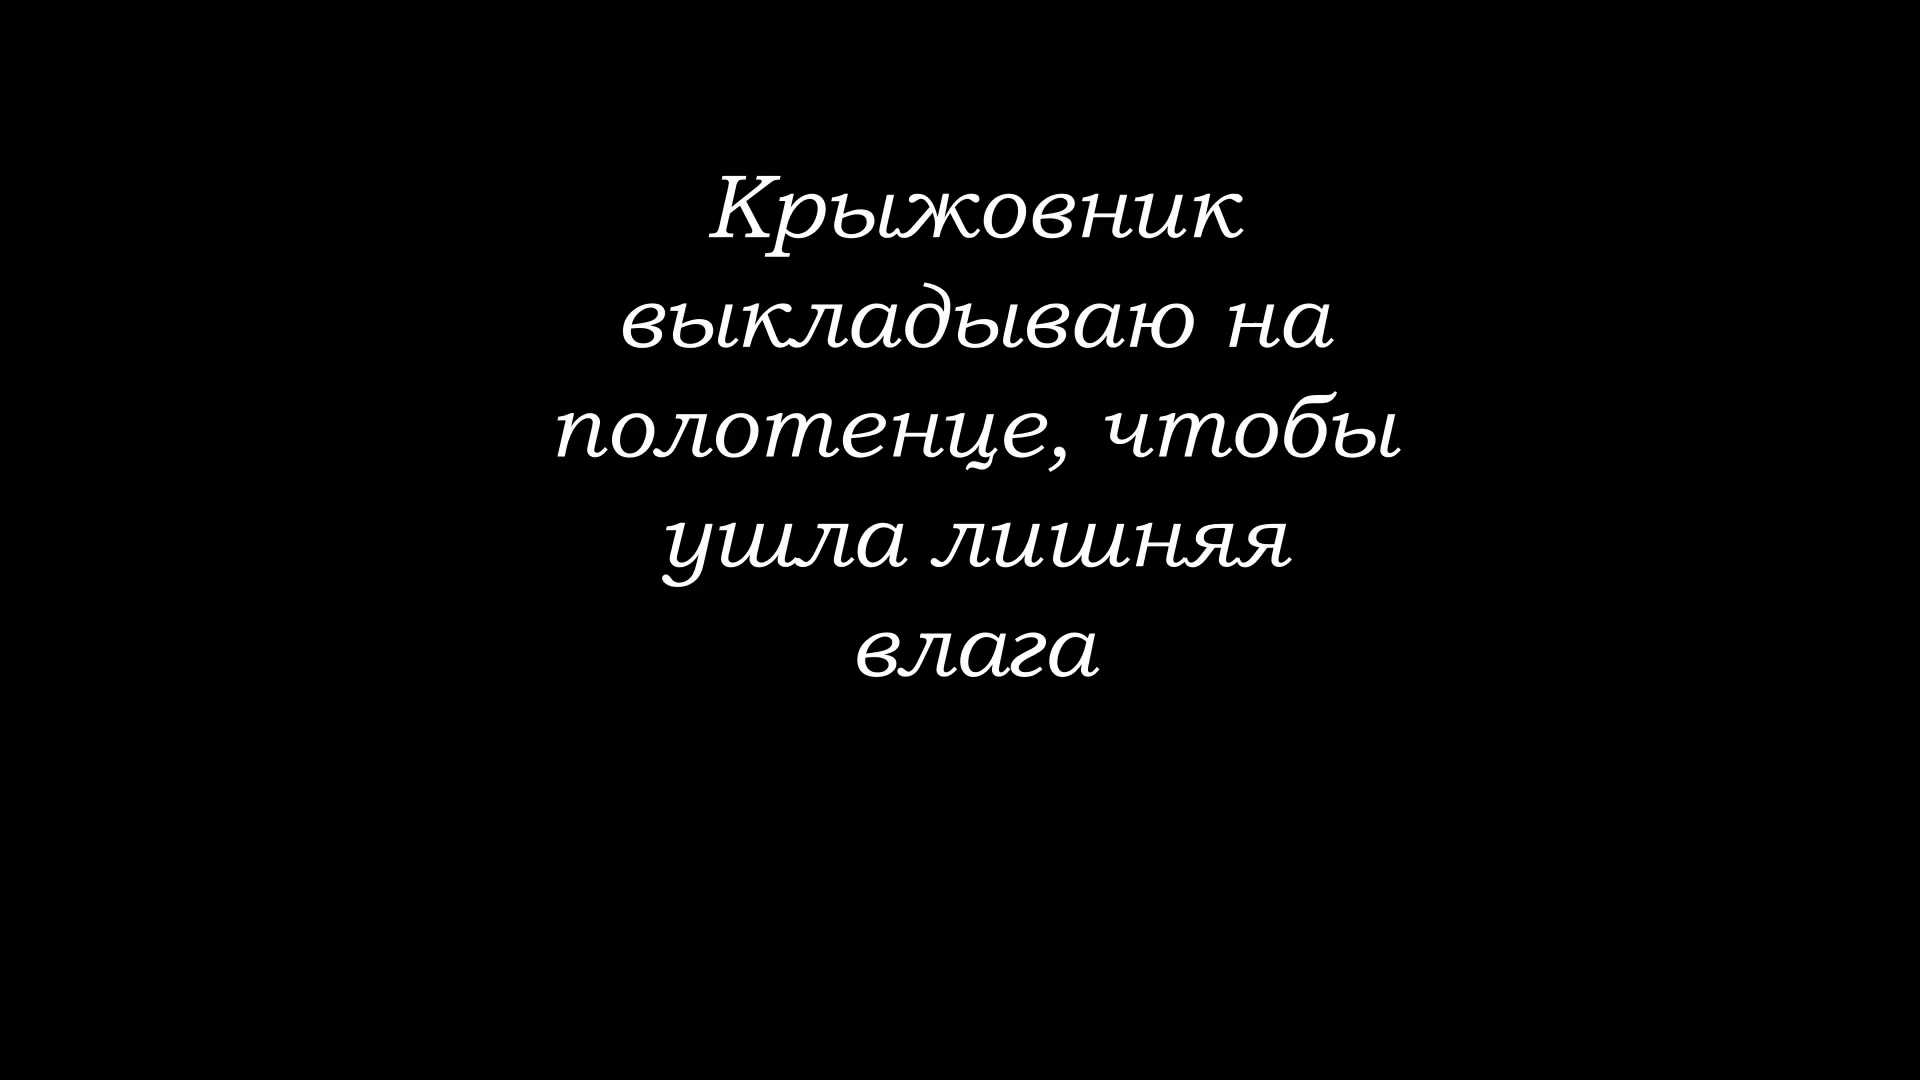 Крыжовник
выкладываю на
полотенце, чтобы
ушла лишняя
влага